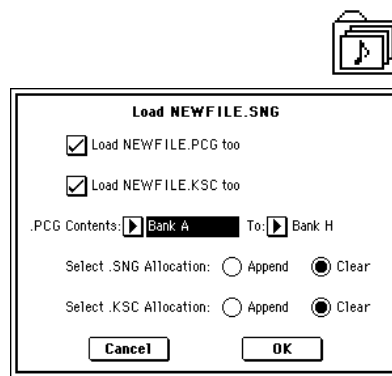 Load NEWFILE.SNG
Load NEWFILE.PCG too
Load NEWFILE.KSC too
.PCG Contents: Bank A To: Bank H
Select .SNG Allocation: Append Clear
Select .KSC Allocation: Append Clear
Cancel OK